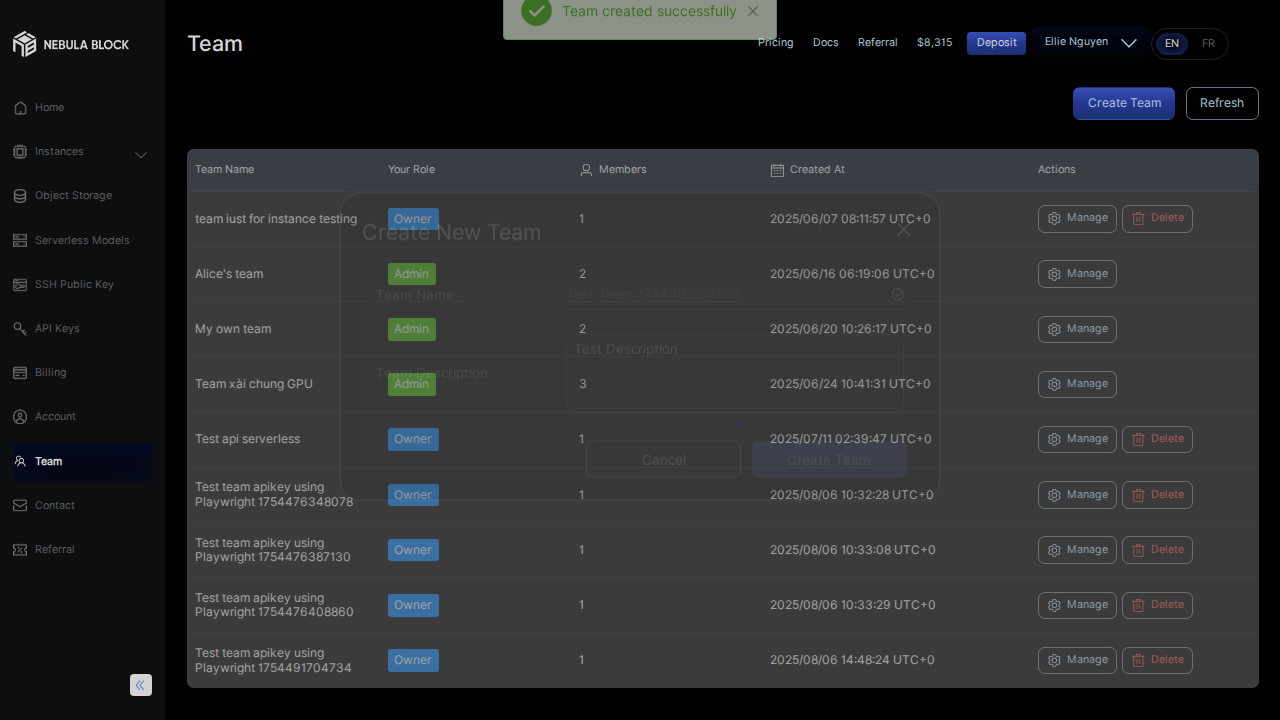 NEBULA BLOCK
Team
Team created successfully
Pricing
Docs
Referral
$8,315
Deposit
Ellie Nguyen
EN
FR
Home
Instances
Object Storage
Serverless Models
SSH Public Key
API Keys
Billing
Account
Team
Contact
Referral
Create Team
Refresh
Team Name Your Role Members Created At Actions
team iust for instance testing Owner 1 2025/06/07 08:11:57 UTC+0 Manage Delete
Alice's team Admin 2 2025/06/16 06:19:06 UTC+0 Manage
My own team Admin 2 2025/06/20 10:26:17 UTC+0 Manage
Team xài chung GPU Admin 3 2025/06/24 10:41:31 UTC+0 Manage
Test api serverless Owner 1 2025/07/11 02:39:47 UTC+0 Manage Delete
Test team apikey using
Playwright 1754476348078 Owner 1 2025/08/06 10:32:28 UTC+0 Manage Delete
Test team apikey using
Playwright 1754476387130 Owner 1 2025/08/06 10:33:08 UTC+0 Manage Delete
Test team apikey using
Playwright 1754476408860 Owner 1 2025/08/06 10:33:29 UTC+0 Manage Delete
Test team apikey using
Playwright 1754491704734 Owner 1 2025/08/06 14:48:24 UTC+0 Manage Delete
Create New Team
Team Name:
Test Team
Team Description:
Test Description
Cancel
Create Team